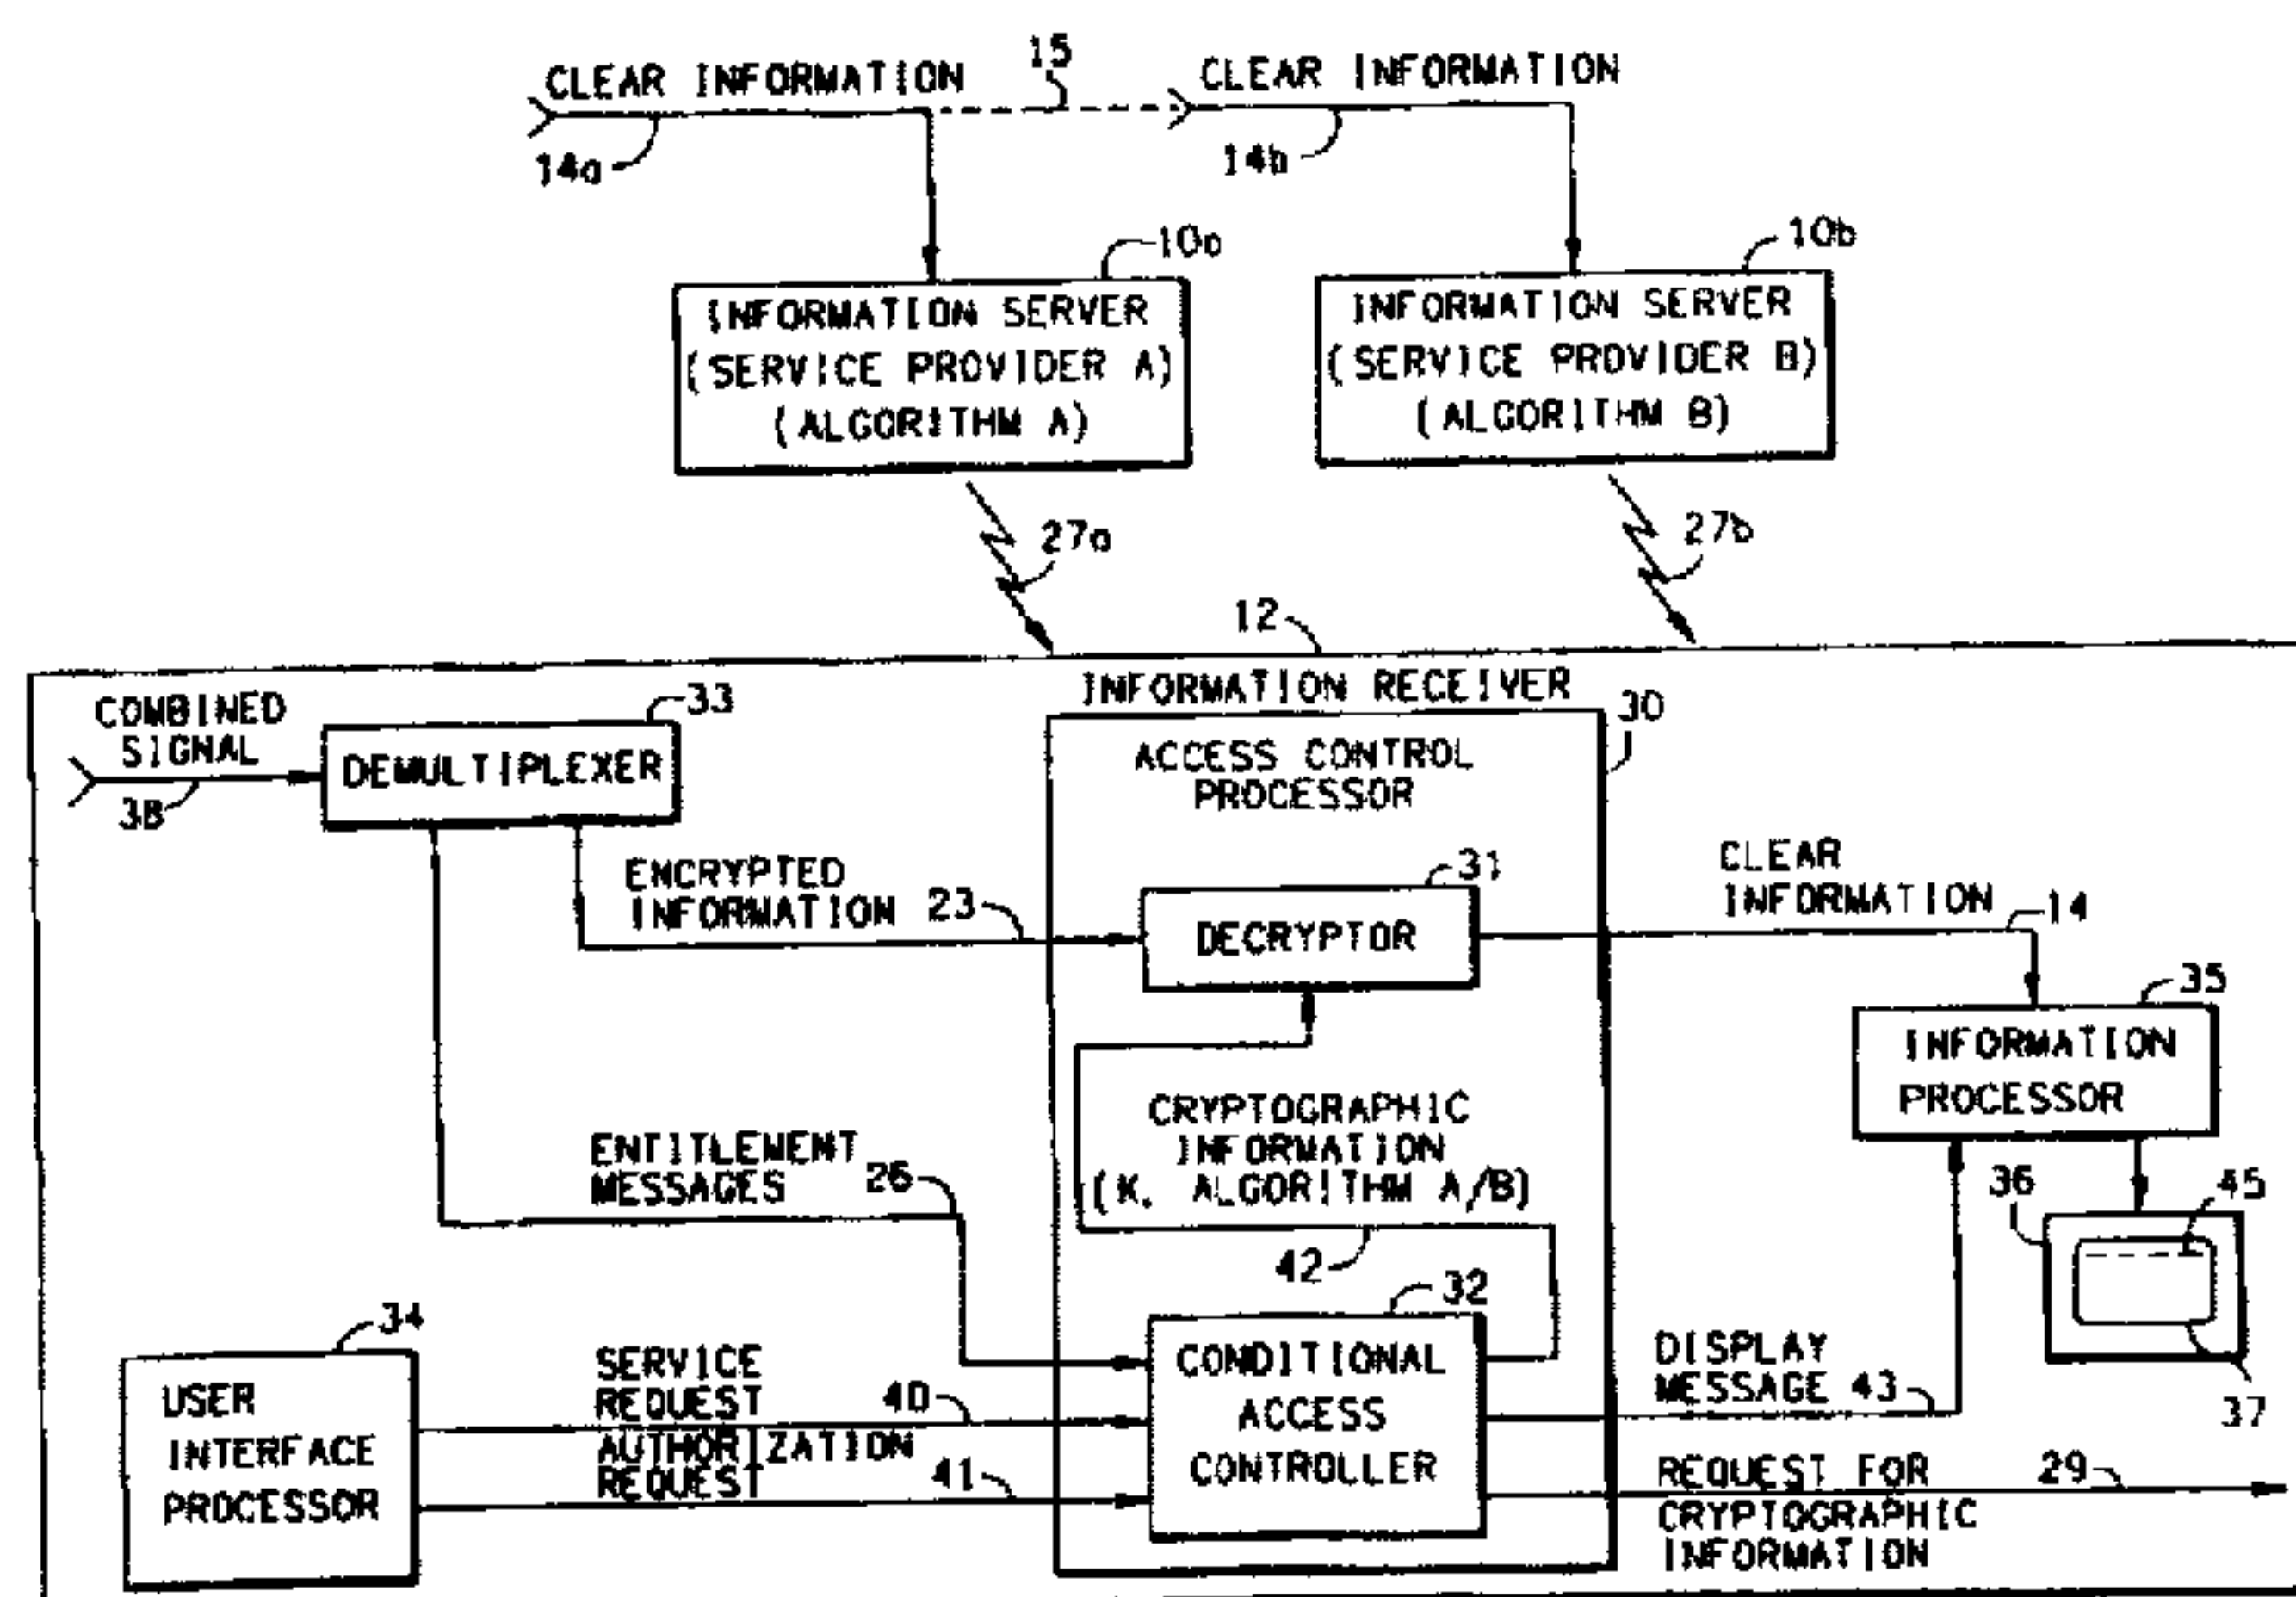 15
CLEAR INFORMATION
CLEAR INFORMATION
14a
14b
10a
10b
INFORMATION SERVER
(SERVICE PROVIDER A)
(ALGORITHM A)
INFORMATION SERVER
(SERVICE PROVIDER B)
(ALGORITHM B)
27a
27b
12
INFORMATION RECEIVER
30
COMBINED
SIGNAL
38
33
DEMULTIPLEXER
ACCESS CONTROL
PROCESSOR
ENCRYPTED
INFORMATION 23
31
DECRYPTOR
CLEAR
INFORMATION
14
35
INFORMATION
PROCESSOR
CRYPTOGRAPHIC
INFORMATION
(K, ALGORITHM A/B)
42
ENTITLEMENT
MESSAGES
26
36
45
37
34
USER
INTERFACE
PROCESSOR
SERVICE
REQUEST
40
AUTHORIZATION
REQUEST
41
32
CONDITIONAL
ACCESS
CONTROLLER
DISPLAY
MESSAGE 43
REQUEST FOR
CRYPTOGRAPHIC
INFORMATION
29